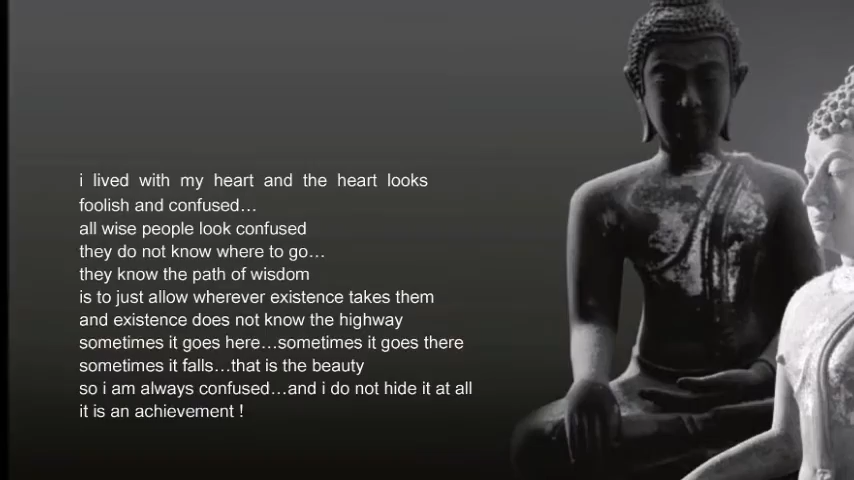 i lived with my heart and the heart looks
foolish and confused...
all wise people look confused
they do not know where to go...
they know the path of wisdom
is to just allow wherever existence takes them
and existence does not know the highway
sometimes it goes here...sometimes it goes there
sometimes it falls...that is the beauty
so i am always confused...and i do not hide it at all
it is an achievement !